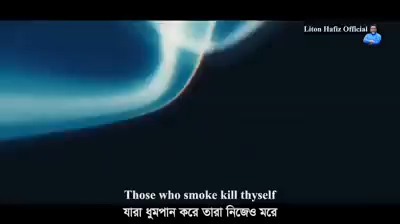 Liton Hafiz Official
Those who smoke kill thyself
যারা ধুমপান করে তারা নিজেও মরে